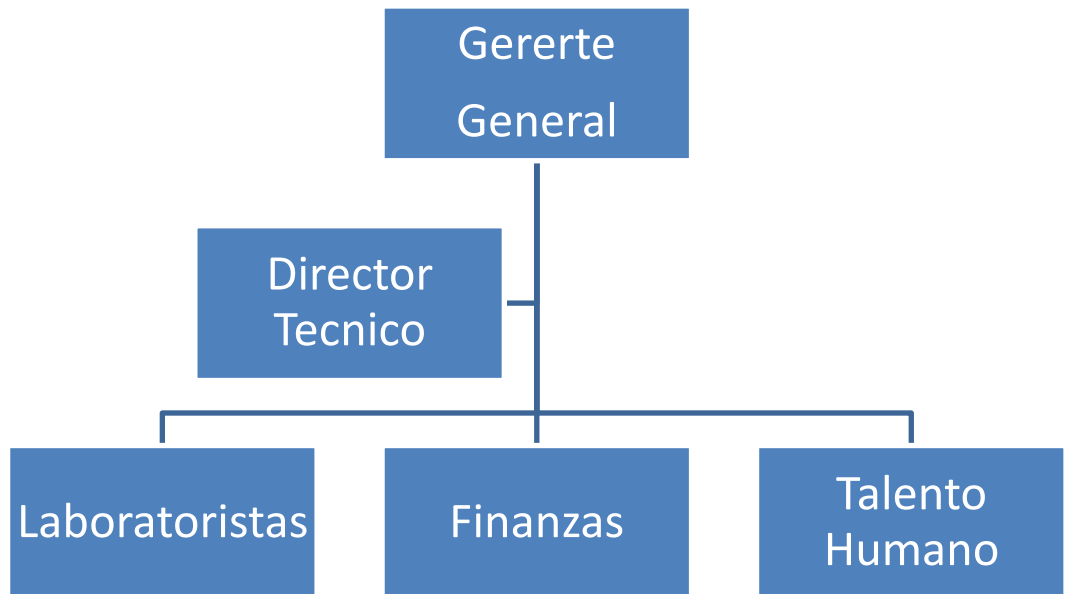 Gererte
General
Director
Tecnico
Laboratoristas
Finanzas
Talento
Humano